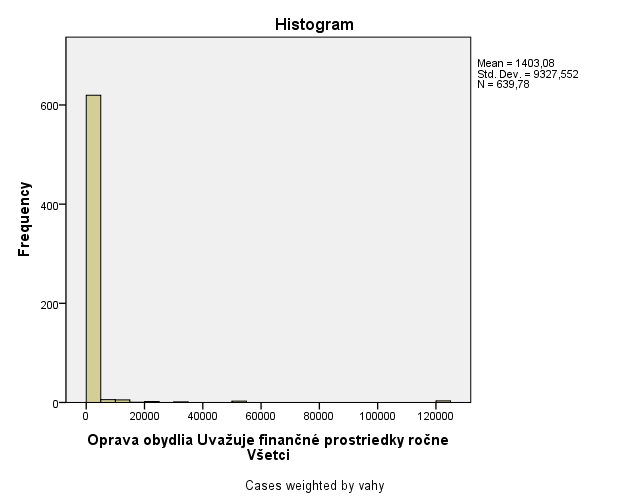 Histogram
Mean = 1403,08
Std. Dev. = 9327,552
N = 639,78
600
400
200
0
Frequency
0 20000 40000 60000 80000 100000 120000
Oprava obydlia Uvažuje finančné prostriedky ročne
Všetci
Cases weighted by vahy